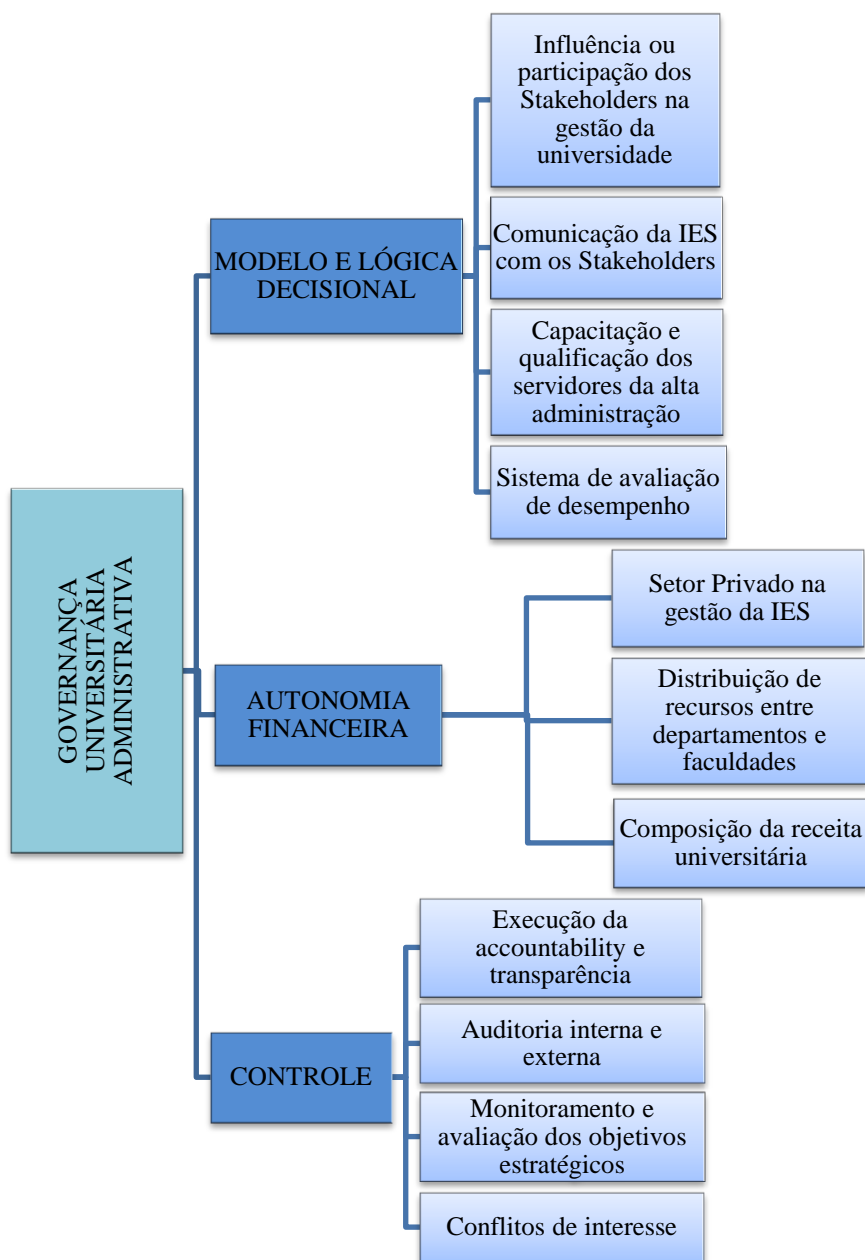 Influência ou
participação dos
Stakeholders na
gestão da
universidade
MODELO E LÓGICA
DECISIONAL
Comunicação da IES
com os Stakeholders
Capacitação e
qualificação dos
servidores da alta
administração
Sistema de avaliação
de desempenho
GOVERNANÇA
UNIVERSITÁRIA
ADMINISTRATIVA
AUTONOMIA
FINANCEIRA
Setor Privado na
gestão da IES
Distribuição de
recursos entre
departamentos e
faculdades
Composição da receita
universitária
CONTROLE
Execução da
accountability e
transparência
Auditoria interna e
externa
Monitoramento e
avaliação dos objetivos
estratégicos
Conflitos de interesse